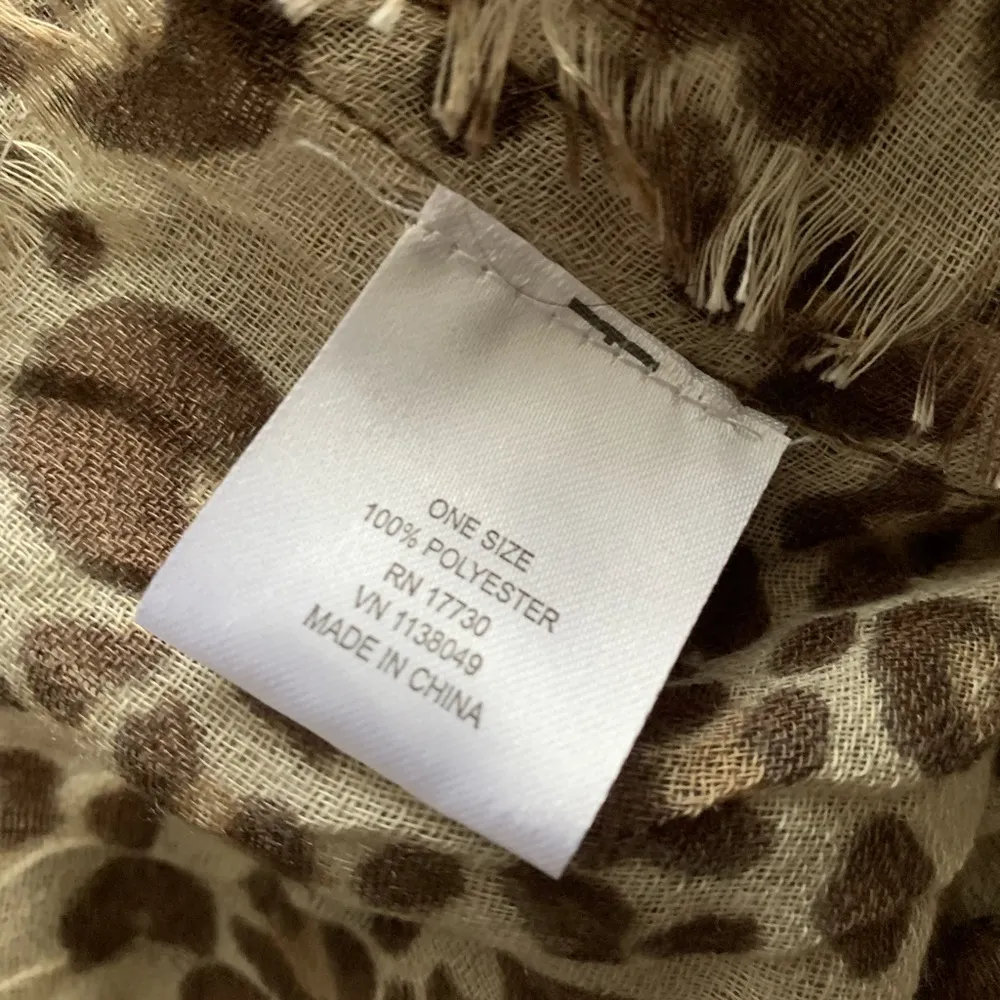 ONE SIZE
100% POLYESTER
RN 17730
VN 1138049
MADE IN CHINA